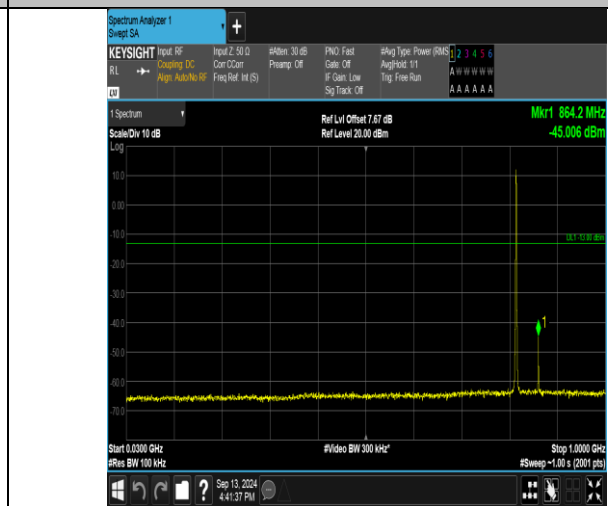 Spectrum Analyzer 1
Swept SA
+
KEYSIGHT Input: RF Input Z: 50 Ω #Atten: 30 dB PNO: Fast #Avg Type: Power (RMS 1 2 3 4 5 6
RL Coupling: DC Corr CCorr Preamp: Off Gate: Off Avg|Hold: 1/1 A W W W W W
Align: Auto/No RF Freq Ref: Int (S) IF Gain: Low Trig: Free Run
LXI Sig Track: Off A A A A A A
1 Spectrum Ref Lvl Offset 7.67 dB Mkr1 864.2 MHz
Scale/Div 10 dB Ref Level 20.00 dBm -45.006 dBm
Log
10.0
0.00
-10.0
DL1 -13.00 dBm
-20.0
-30.0
-40.0
1
-50.0
-60.0
-70.0
Start 0.0300 GHz #Video BW 300 kHz* Stop 1.0000 GHz
#Res BW 100 kHz #Sweep ~1.00 s (2001 pts)
? Sep 13, 2024
4:41:37 PM